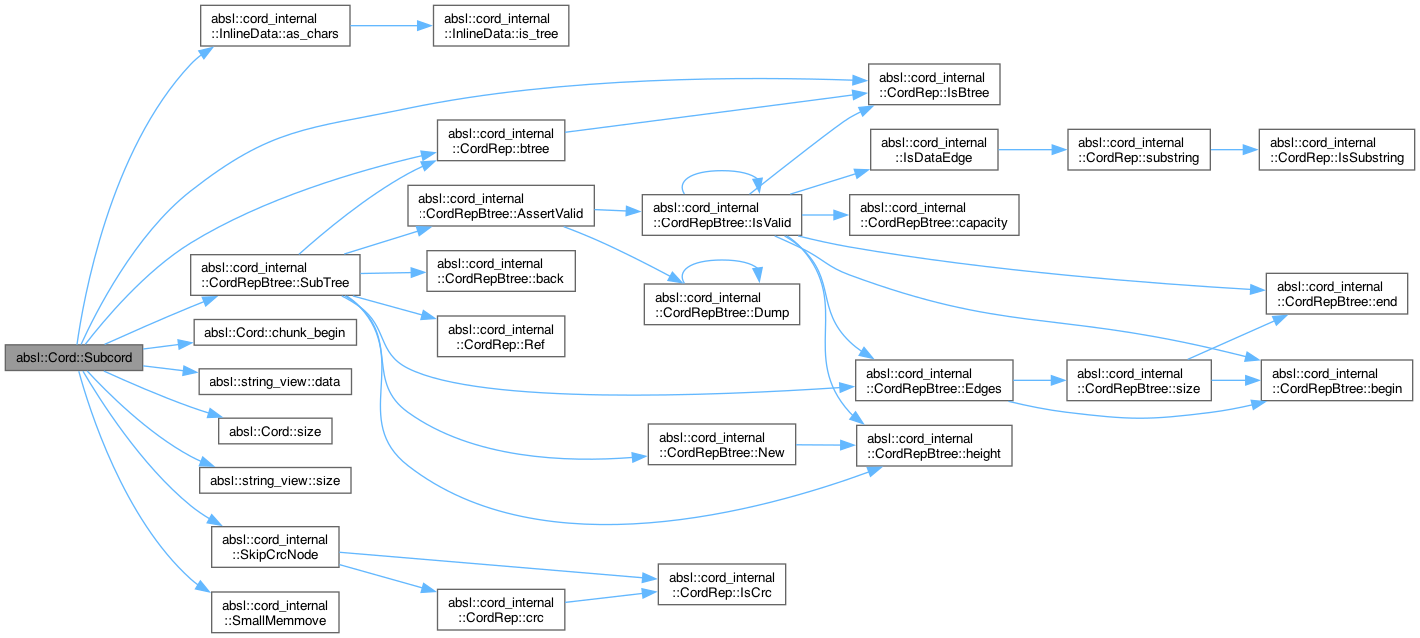 absl::Cord::Subcord
absl::cord_internal
::InlineData::as_chars
absl::cord_internal
::InlineData::is_tree
absl::cord_internal
::CordRep::IsBtree
absl::cord_internal
::CordRep::btree
absl::cord_internal
::IsDataEdge
absl::cord_internal
::CordRep::substring
absl::cord_internal
::CordRep::IsSubstring
absl::cord_internal
::CordRepBtree::AssertValid
absl::cord_internal
::CordRepBtree::IsValid
absl::cord_internal
::CordRepBtree::capacity
absl::cord_internal
::CordRepBtree::SubTree
absl::cord_internal
::CordRepBtree::back
absl::cord_internal
::CordRepBtree::Dump
absl::cord_internal
::CordRepBtree::end
absl::Cord::chunk_begin
absl::cord_internal
::CordRep::Ref
absl::string_view::data
absl::cord_internal
::CordRepBtree::Edges
absl::cord_internal
::CordRepBtree::size
absl::cord_internal
::CordRepBtree::begin
absl::Cord::size
absl::cord_internal
::CordRepBtree::New
absl::cord_internal
::CordRepBtree::height
absl::string_view::size
absl::cord_internal
::SkipCrcNode
absl::cord_internal
::CordRep::IsCrc
absl::cord_internal
::CordRep::crc
absl::cord_internal
::SmallMemmove